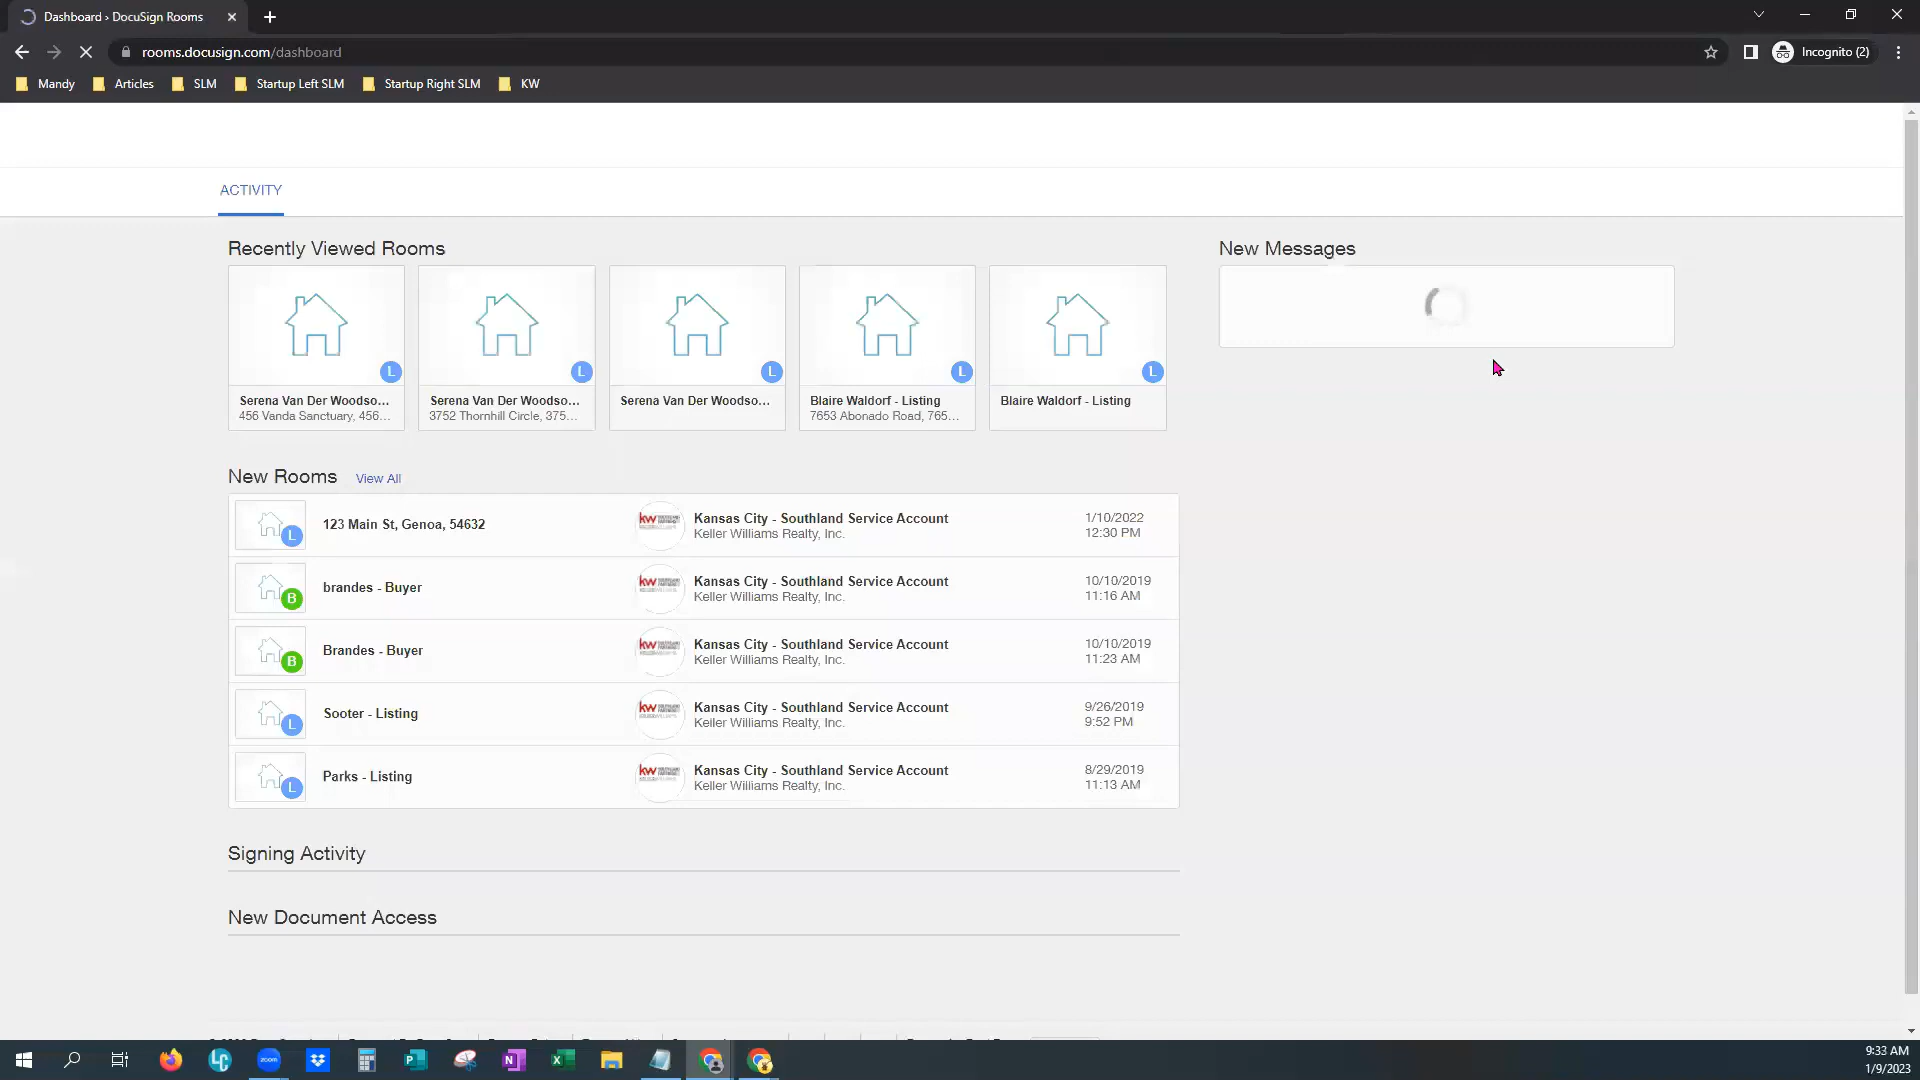 Dashboard › DocuSign Rooms
rooms.docusign.com/dashboard
Incognito (2)
Mandy
Articles
SLM
Startup Left SLM
Startup Right SLM
KW
ACTIVITY
Recently Viewed Rooms
New Messages
L
L
L
L
L
Serena Van Der Woodso...
456 Vanda Sanctuary, 456...
Serena Van Der Woodso...
3752 Thornhill Circle, 375...
Serena Van Der Woodso...
Blaire Waldorf - Listing
7653 Abonado Road, 765...
Blaire Waldorf - Listing
New Rooms View All
L
123 Main St, Genoa, 54632
kw
Kansas City - Southland Service Account
Keller Williams Realty, Inc.
1/10/2022
12:30 PM
B
brandes - Buyer
kw
Kansas City - Southland Service Account
Keller Williams Realty, Inc.
10/10/2019
11:16 AM
B
Brandes - Buyer
kw
Kansas City - Southland Service Account
Keller Williams Realty, Inc.
10/10/2019
11:23 AM
L
Sooter - Listing
kw
Kansas City - Southland Service Account
Keller Williams Realty, Inc.
9/26/2019
9:52 PM
L
Parks - Listing
kw
Kansas City - Southland Service Account
Keller Williams Realty, Inc.
8/29/2019
11:13 AM
Signing Activity
New Document Access
LC
zoom
P
N
X
9:33 AM
1/9/2023